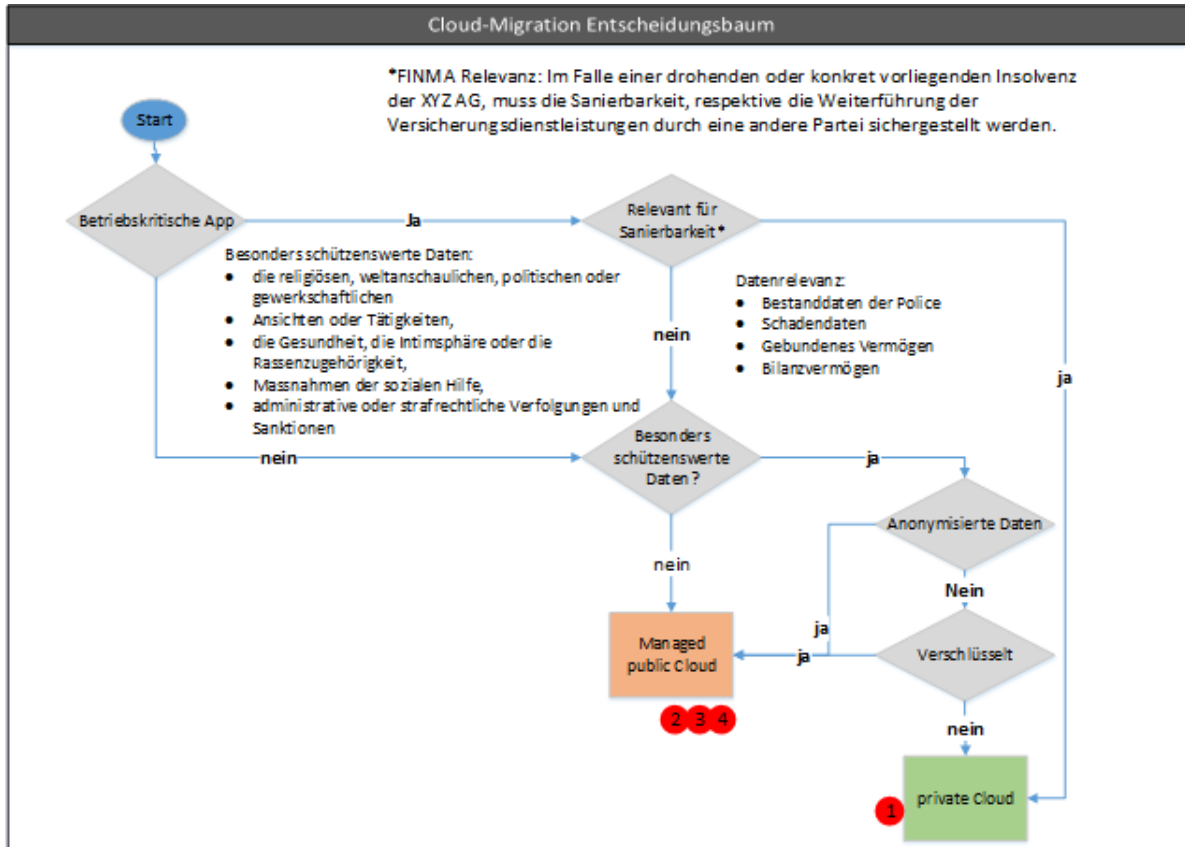 Cloud-Migration Entscheidungsbaum
*FINMA Relevanz: Im Falle einer drohenden oder konkret vorliegenden Insolvenz
der XYZ AG, muss die Sanierbarkeit, respektive die Weiterführung der
Versicherungsdienstleistungen durch eine andere Partei sichergestellt werden.
Start
Betriebskritische App
Ja
Relevant für
Sanierbarkeit*
Besonders schützenswerte Daten:
• die religiösen, weltanschaulichen, politischen oder
gewerkschaftlichen
• Ansichten oder Tätigkeiten,
• die Gesundheit, die Intimsphäre oder die
Rassenzugehörigkeit,
• Massnahmen der sozialen Hilfe,
• administrative oder strafrechtliche Verfolgungen und
Sanktionen
nein
Datenrelevanz:
• Bestanddaten der Police
• Schadendaten
• Gebundenes Vermögen
• Bilanzvermögen
ja
nein
Besonders
schützenswerte
Daten?
ja
Anonymisierte Daten
nein
Nein
ja
Managed
public Cloud
ja
Verschlüsselt
2 3 4
nein
1
private Cloud